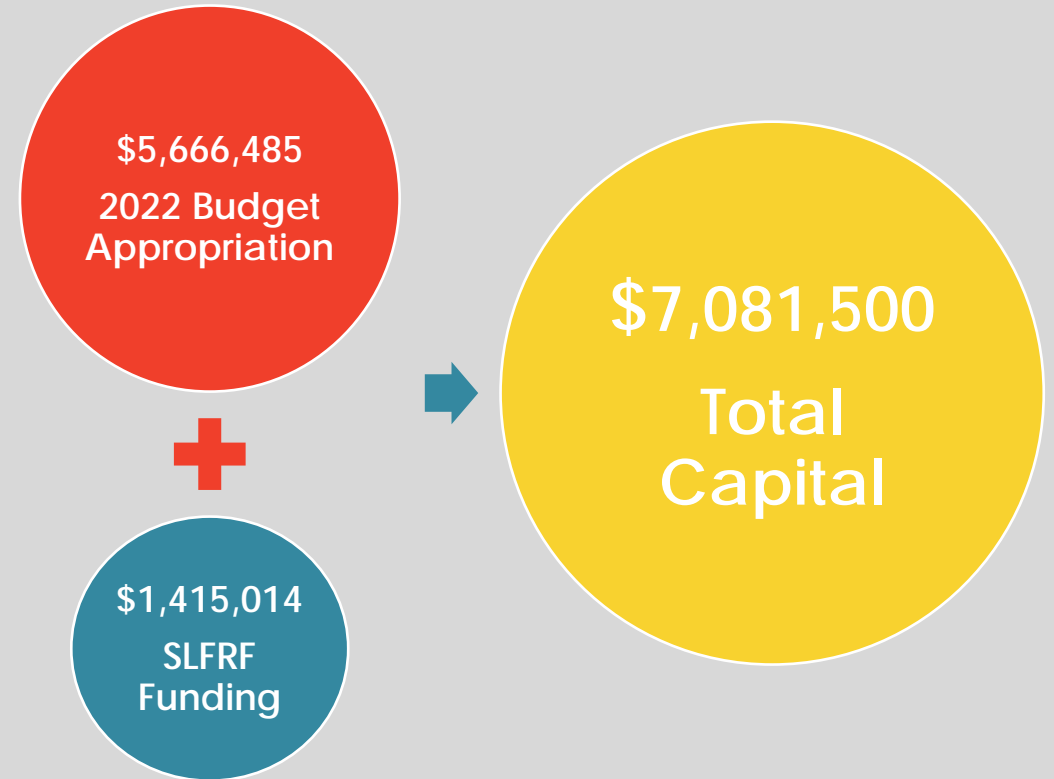 $5,666,485
2022 Budget
Appropriation
$1,415,014
SLFRF
Funding
$7,081,500
Total
Capital